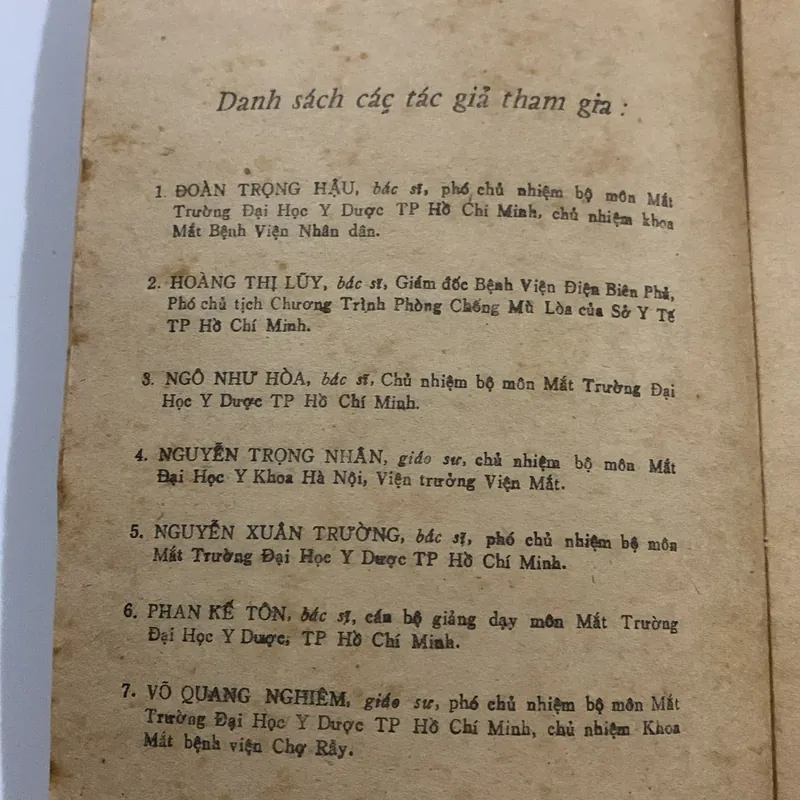 Danh sách các tác giả tham gia :
1. ĐOÀN TRỌNG HẬU, bác sĩ, phó chủ nhiệm bộ môn Mắt
Trường Đại Học Y Dược TP Hồ Chí Minh, chủ nhiệm khoa
Mắt Bệnh Viện Nhân dân.
2. HOÀNG THỊ LŨY, bác sĩ, Giám đốc Bệnh Viện Điện Biên Phủ,
Phó chủ tịch Chương Trình Phòng Chống Mù Lòa của Sở Y Tế
TP Hồ Chí Minh.
3. NGÔ NHƯ HÒA, bác sĩ, Chủ nhiệm bộ môn Mắt Trường Đại
Học Y Dược TP Hồ Chí Minh.
4. NGUYỄN TRỌNG NHÂN, giáo sư, chủ nhiệm bộ môn Mắt
Đại Học Y Khoa Hà Nội, Viện trưởng Viện Mắt.
5. NGUYỄN XUÂN TRƯỜNG, bác sĩ, phó chủ nhiệm bộ môn
Mắt Trường Đại Học Y Dược TP Hồ Chí Minh.
6. PHAN KẾ TÔN, bác sĩ, cán bộ giảng dạy môn Mắt Trường
Đại Học Y Dược, TP Hồ Chí Minh.
7. VÕ QUANG NGHIÊM, giáo sư, phó chủ nhiệm bộ môn Mắt
Trường Đại Học Y Dược TP Hồ Chí Minh, chủ nhiệm Khoa
Mắt bệnh viện Chợ Rẫy.